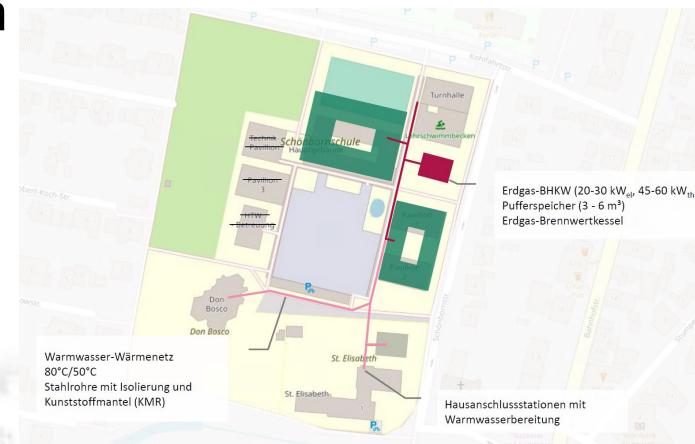 Kohlfahrtstr.
Turnhalle
Lehrschwimmbecken
Technik
Pavillon
Schönbornschule
Hauptgebäude
Pavillon
3
HTW
Betreuung
Pavillon
Pavillon
Erdgas-BHKW (20-30 kWel, 45-60 kWth
Pufferspeicher (3 - 6 m³)
Erdgas-Brennwertkessel
Schönbornstr.
Bahnhofstr.
Don
Bosco
Don Bosco
St. Elisabeth
St. Elisabeth
1
Warmwasser-Wärmenetz
80°C/50°C
Stahlrohre mit Isolierung und
Kunststoffmantel (KMR)
Hausanschlussstationen mit
Warmwasserbereitung